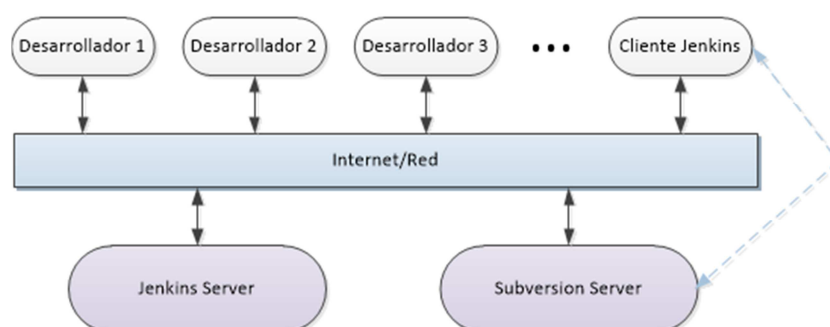 Desarrollador 1
Desarrollador 2
Desarrollador 3
...
Cliente Jenkins
Internet/Red
Jenkins Server
Subversion Server